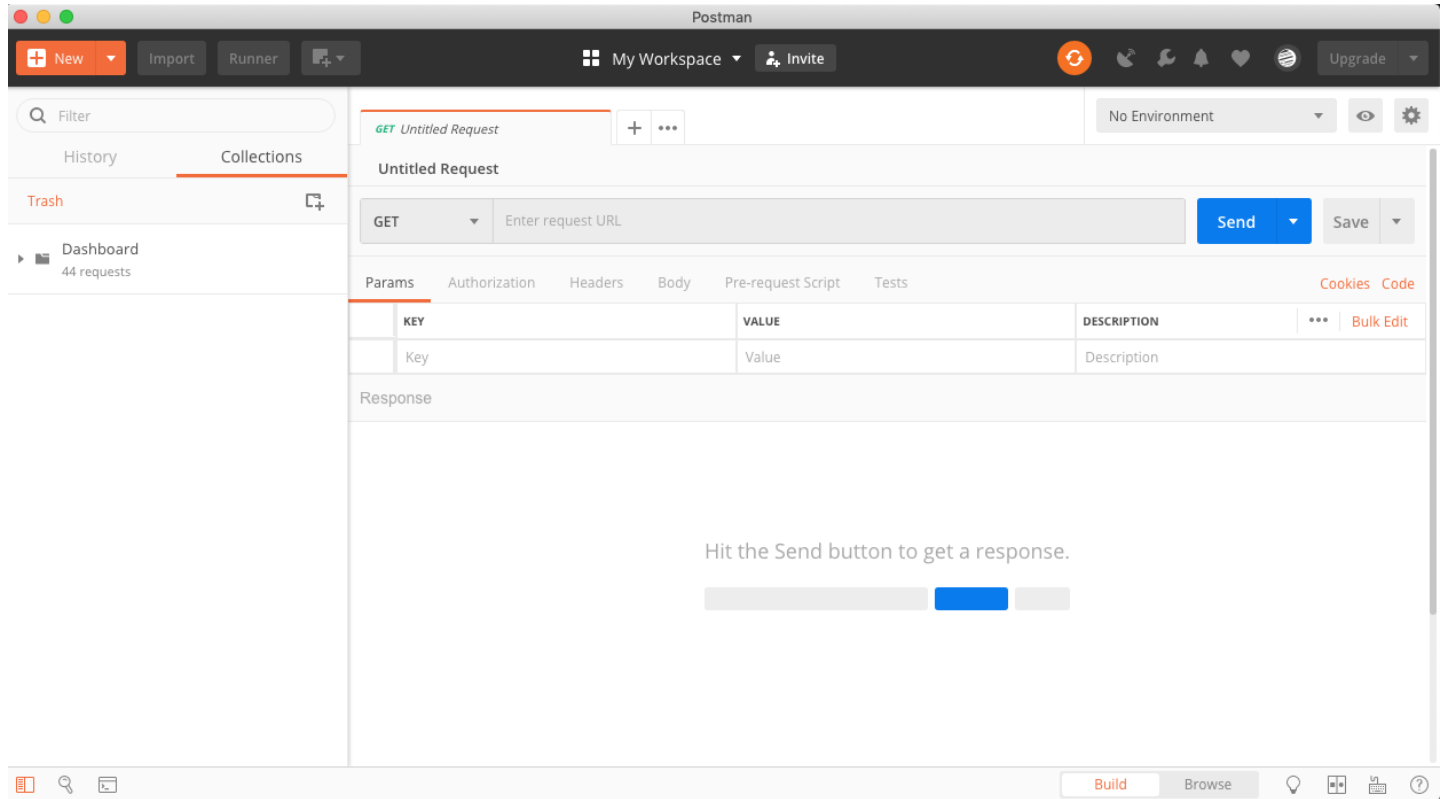 Postman
New
Import
Runner
My Workspace
Invite
Upgrade
Filter
History
Collections
Trash
Dashboard
44 requests
GET Untitled Request
No Environment
Untitled Request
GET
Enter request URL
Send
Save
Params
Authorization
Headers
Body
Pre-request Script
Tests
Cookies
Code
KEY
VALUE
DESCRIPTION
Bulk Edit
Key
Value
Description
Response
Hit the Send button to get a response.
Build
Browse